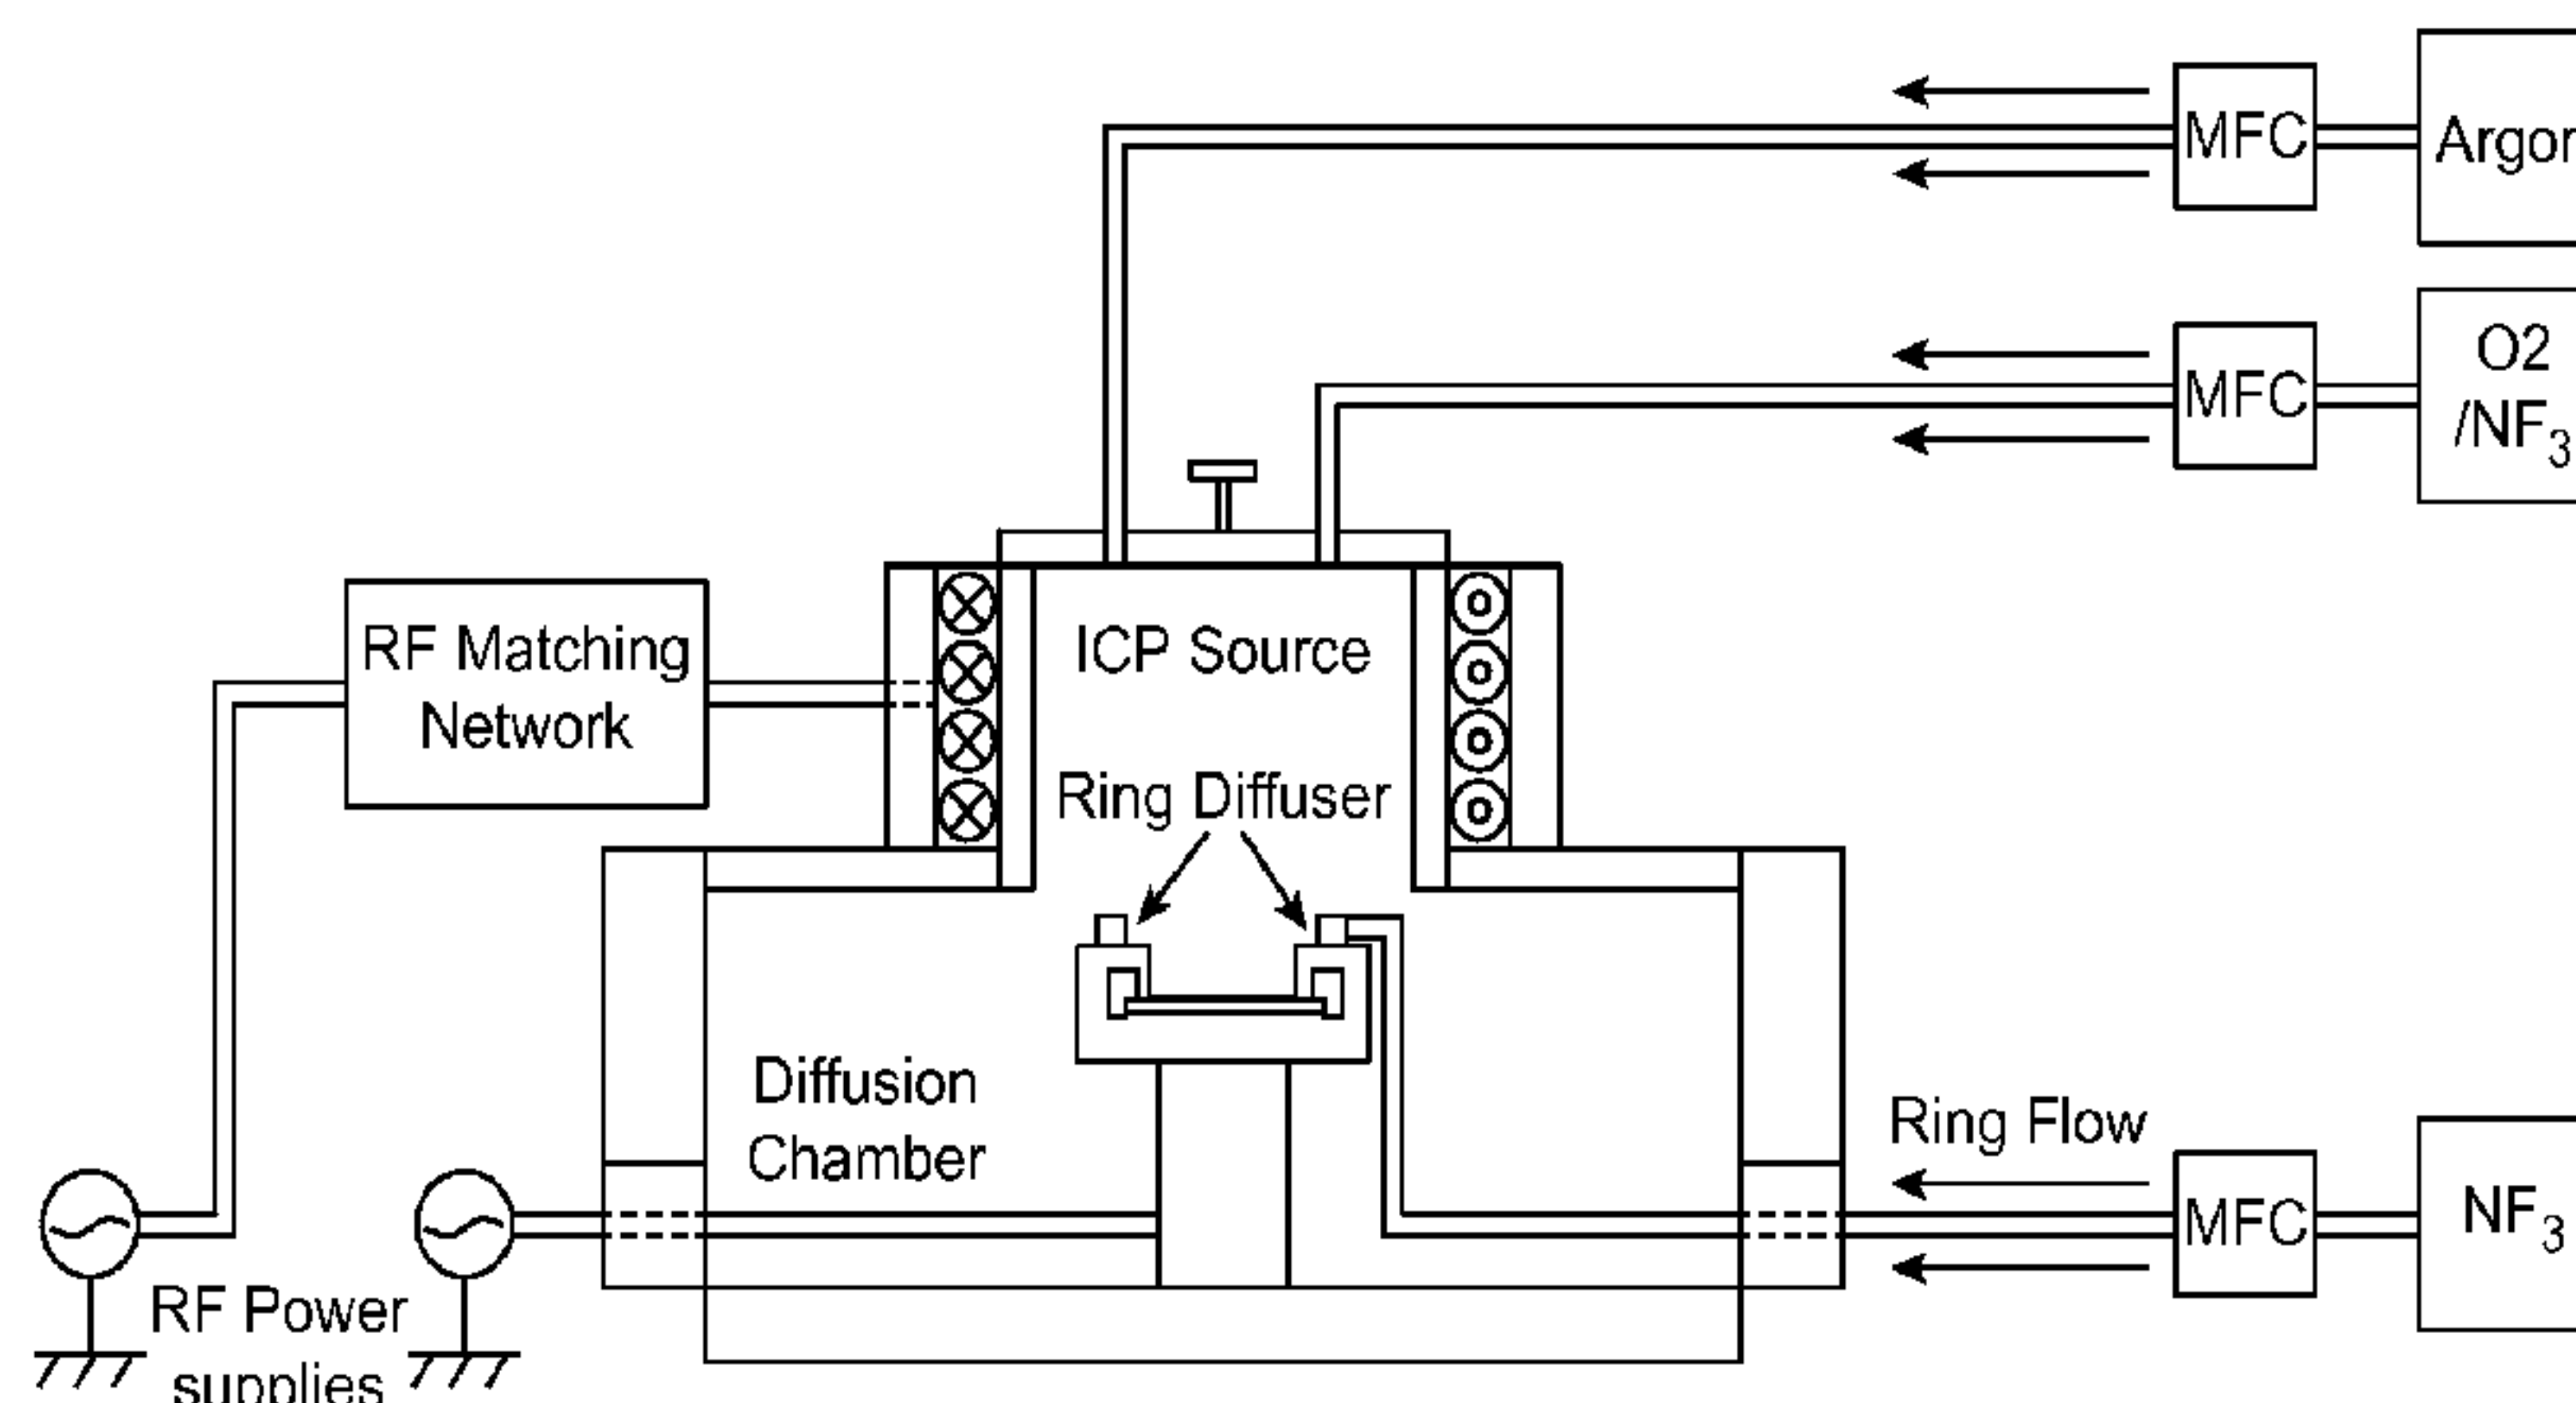 MFC
Argon
MFC
O2
/NF3
RF Matching
Network
ICP Source
Ring Diffuser
Diffusion
Chamber
Ring Flow
MFC
NF3
RF Power
supplies